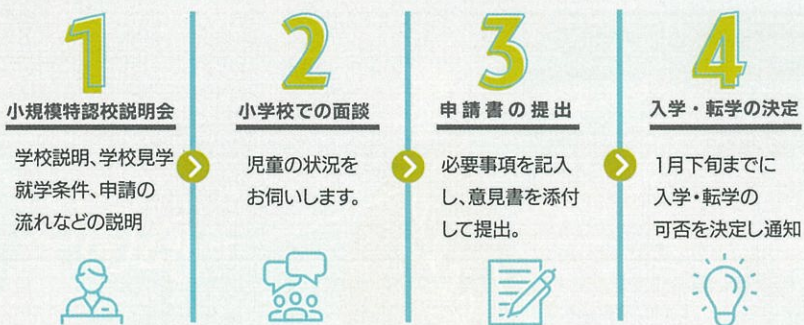 1
小規模特認校説明会
学校説明、学校見学
就学条件、申請の
流れなどの説明
2
小学校での面談
児童の状況を
お伺いします。
3
申請書の提出
必要事項を記入
し、意見書を添付
して提出。
4
入学・転学の決定
1月下旬までに
入学・転学の
可否を決定し通知